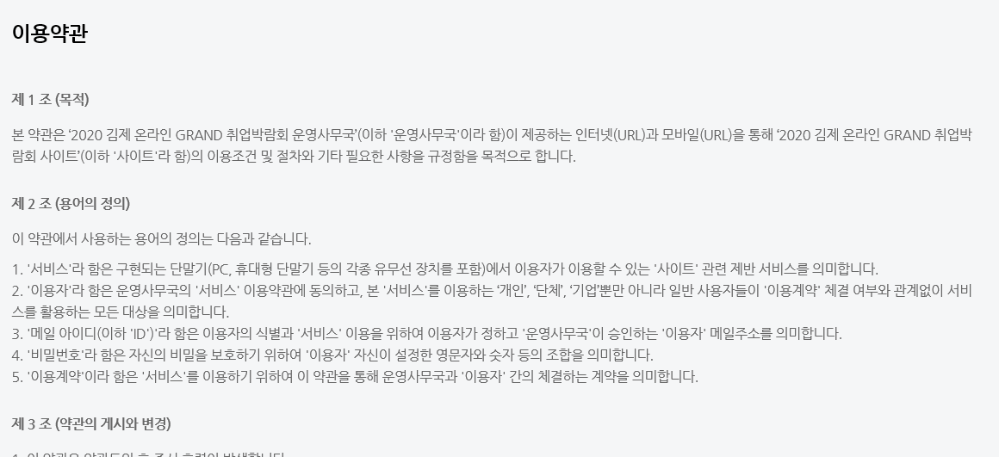 이용약관
제 1 조 (목적)
본 약관은 ‘2020 김제 온라인 GRAND 취업박람회 운영사무국’(이하 '운영사무국'이라 함)이 제공하는 인터넷(URL)과 모바일(URL)을 통해 ‘2020 김제 온라인 GRAND 취업박
람회 사이트’(이하 '사이트'라 함)의 이용조건 및 절차와 기타 필요한 사항을 규정함을 목적으로 합니다.
제 2 조 (용어의 정의)
이 약관에서 사용하는 용어의 정의는 다음과 같습니다.
1. '서비스'라 함은 구현되는 단말기(PC, 휴대형 단말기 등의 각종 유무선 장치를 포함)에서 이용자가 이용할 수 있는 '사이트' 관련 제반 서비스를 의미합니다.
2. '이용자'라 함은 운영사무국의 '서비스' 이용약관에 동의하고, 본 '서비스'를 이용하는 ‘개인’, ‘단체’, ‘기업’뿐만 아니라 일반 사용자들이 '이용계약' 체결 여부와 관계없이 서비
스를 활용하는 모든 대상을 의미합니다.
3. '메일 아이디(이하 'ID')'라 함은 이용자의 식별과 '서비스' 이용을 위하여 이용자가 정하고 '운영사무국'이 승인하는 '이용자' 메일주소를 의미합니다.
4. '비밀번호'라 함은 자신의 비밀을 보호하기 위하여 '이용자' 자신이 설정한 영문자와 숫자 등의 조합을 의미합니다.
5. '이용계약'이라 함은 '서비스'를 이용하기 위하여 이 약관을 통해 운영사무국과 '이용자' 간의 체결하는 계약을 의미합니다.
제 3 조 (약관의 게시와 변경)